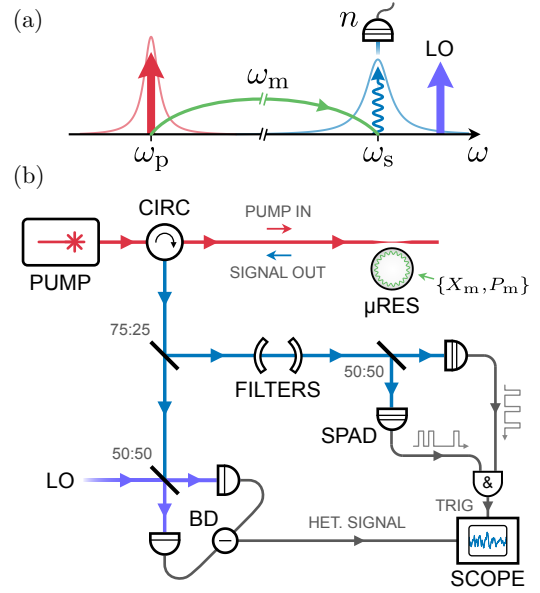 (a)
n
LO
ωm
ωp
ωs
ω
(b)
CIRC
PUMP IN
SIGNAL OUT
PUMP
{Xm, Pm}
μRES
75:25
FILTERS
50:50
SPAD
50:50
&
LO
TRIG
BD
HET. SIGNAL
SCOPE